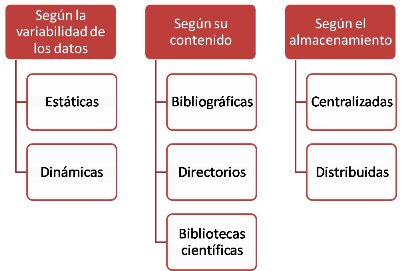 Según la
variabilidad de
los datos
Estáticas
Dinámicas
Según su
contenido
Bibliográficas
Directorios
Bibliotecas
científicas
Según el
almacenamiento
Centralizadas
Distribuidas